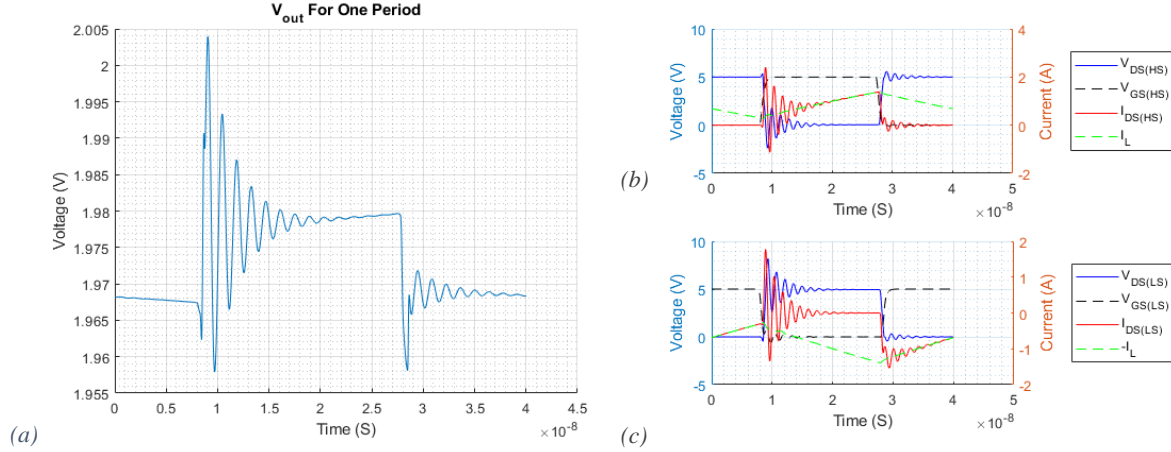 V_out For One Period
2.005
2
1.995
1.99
1.985
1.98
1.975
1.97
1.965
1.96
1.955
Voltage (V)
0 0.5 1 1.5 2 2.5 3 3.5 4 4.5
Time (S)
×10^-8
(a)
10
5
0
-5
Voltage (V)
4
2
0
-2
Current (A)
0 1 2 3 4 5
Time (S)
×10^-8
V_DS(HS)
V_GS(HS)
I_DS(HS)
I_L
(b)
10
5
0
-5
Voltage (V)
2
1
0
-1
-2
Current (A)
0 1 2 3 4 5
Time (S)
×10^-8
V_DS(LS)
V_GS(LS)
I_DS(LS)
-I_L
(c)